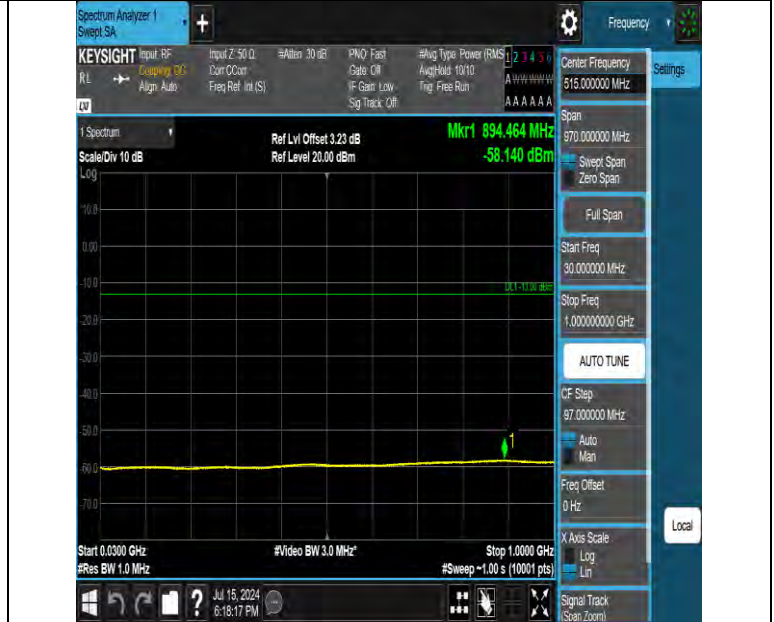 Spectrum Analyzer 1
Swept SA
+
Frequency
KEYSIGHT Input: RF
Coupling: DC
Align: Auto
RL
Input Z: 50 Ω
Corr CCorr
Freq Ref: Int (S)
#Atten: 30 dB
PNO: Fast
Gate: Off
IF Gain: Low
Sig Track: Off
#Avg Type: Power (RMS
Avg|Hold: 10/10
Trig: Free Run
1 2 3 4 5 6
A W W W W W
A A A A A A
1 Spectrum
Scale/Div 10 dB
Ref Lvl Offset 3.23 dB
Ref Level 20.00 dBm
Mkr1 894.464 MHz
-58.140 dBm
Log
10.0
0.00
-10.0
DL1 -13.00 dBm
-20.0
-30.0
-40.0
-50.0
1
-60.0
-70.0
Start 0.0300 GHz
#Res BW 1.0 MHz
#Video BW 3.0 MHz*
Stop 1.0000 GHz
#Sweep ~1.00 s (10001 pts)
Center Frequency
515.000000 MHz
Settings
Span
970.000000 MHz
Swept Span
Zero Span
Full Span
Start Freq
30.000000 MHz
Stop Freq
1.000000000 GHz
AUTO TUNE
CF Step
97.000000 MHz
Auto
Man
Freq Offset
0 Hz
X Axis Scale
Log
Lin
Local
Signal Track
(Span Zoom)
?
Jul 15, 2024
6:18:17 PM